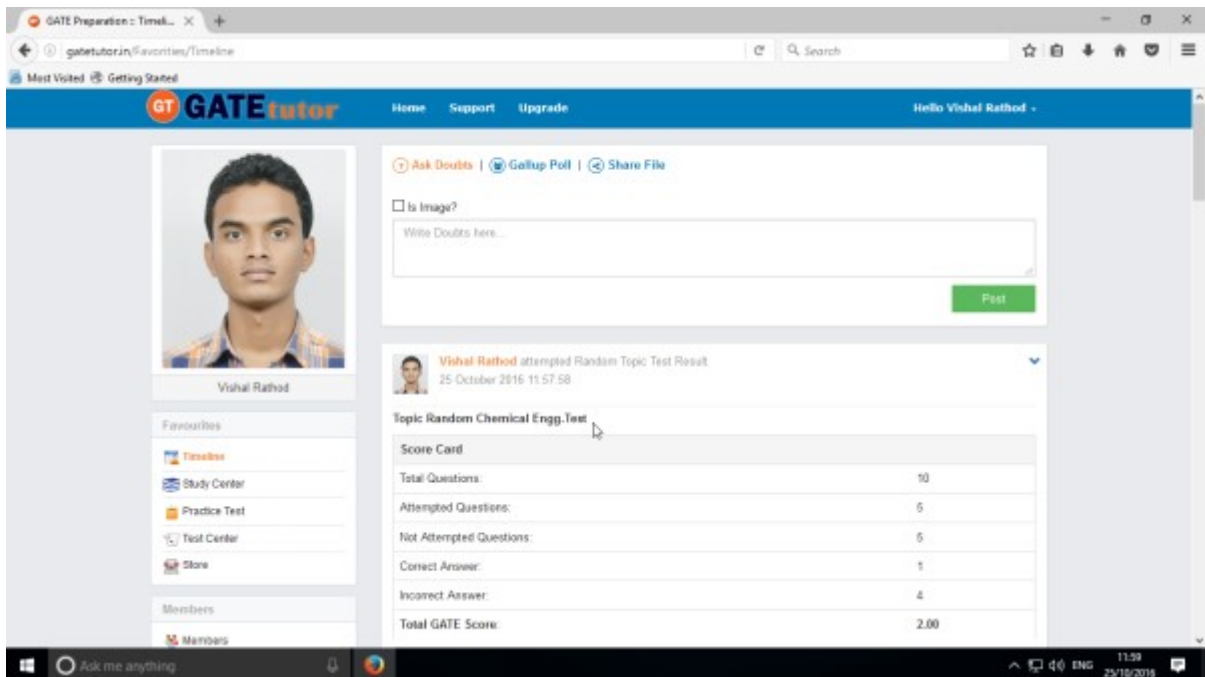 GATE Preparation :: Timeli...
gatetutor.in/Favorities/Timeline
Search
Most Visited Getting Started
GT GATEtutor Home Support Upgrade Hello Vishal Rathod
Ask Doubts | Gallup Poll | Share File
Is Image?
Write Doubts here...
Post
Vishal Rathod
Vishal Rathod attempted Random Topic Test Result
25 October 2016 11:57:58
Topic Random Chemical Engg.Test
Score Card
Total Questions: 10
Attempted Questions: 5
Not Attempted Questions: 5
Correct Answer: 1
Incorrect Answer: 4
Total GATE Score: 2.00
Favourites
Timeline
Study Center
Practice Test
Test Center
Store
Members
Members
Ask me anything
ENG
11:59
25/10/2016